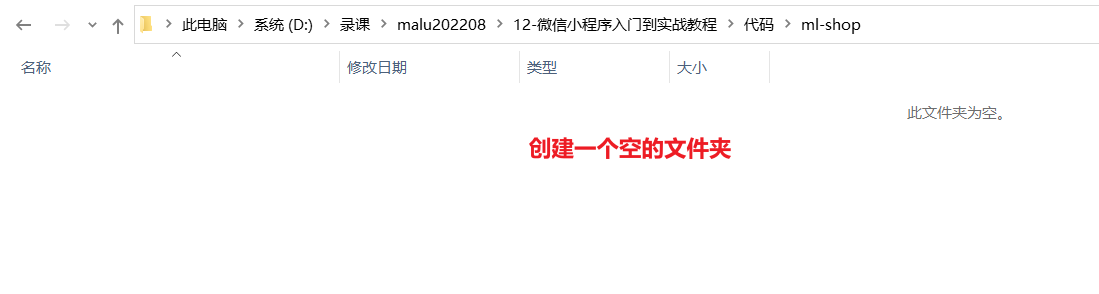 此电脑 系统 (D:) 录课 malu202208 12-微信小程序入门到实战教程 代码 ml-shop
名称 修改日期 类型 大小
此文件夹为空。
创建一个空的文件夹